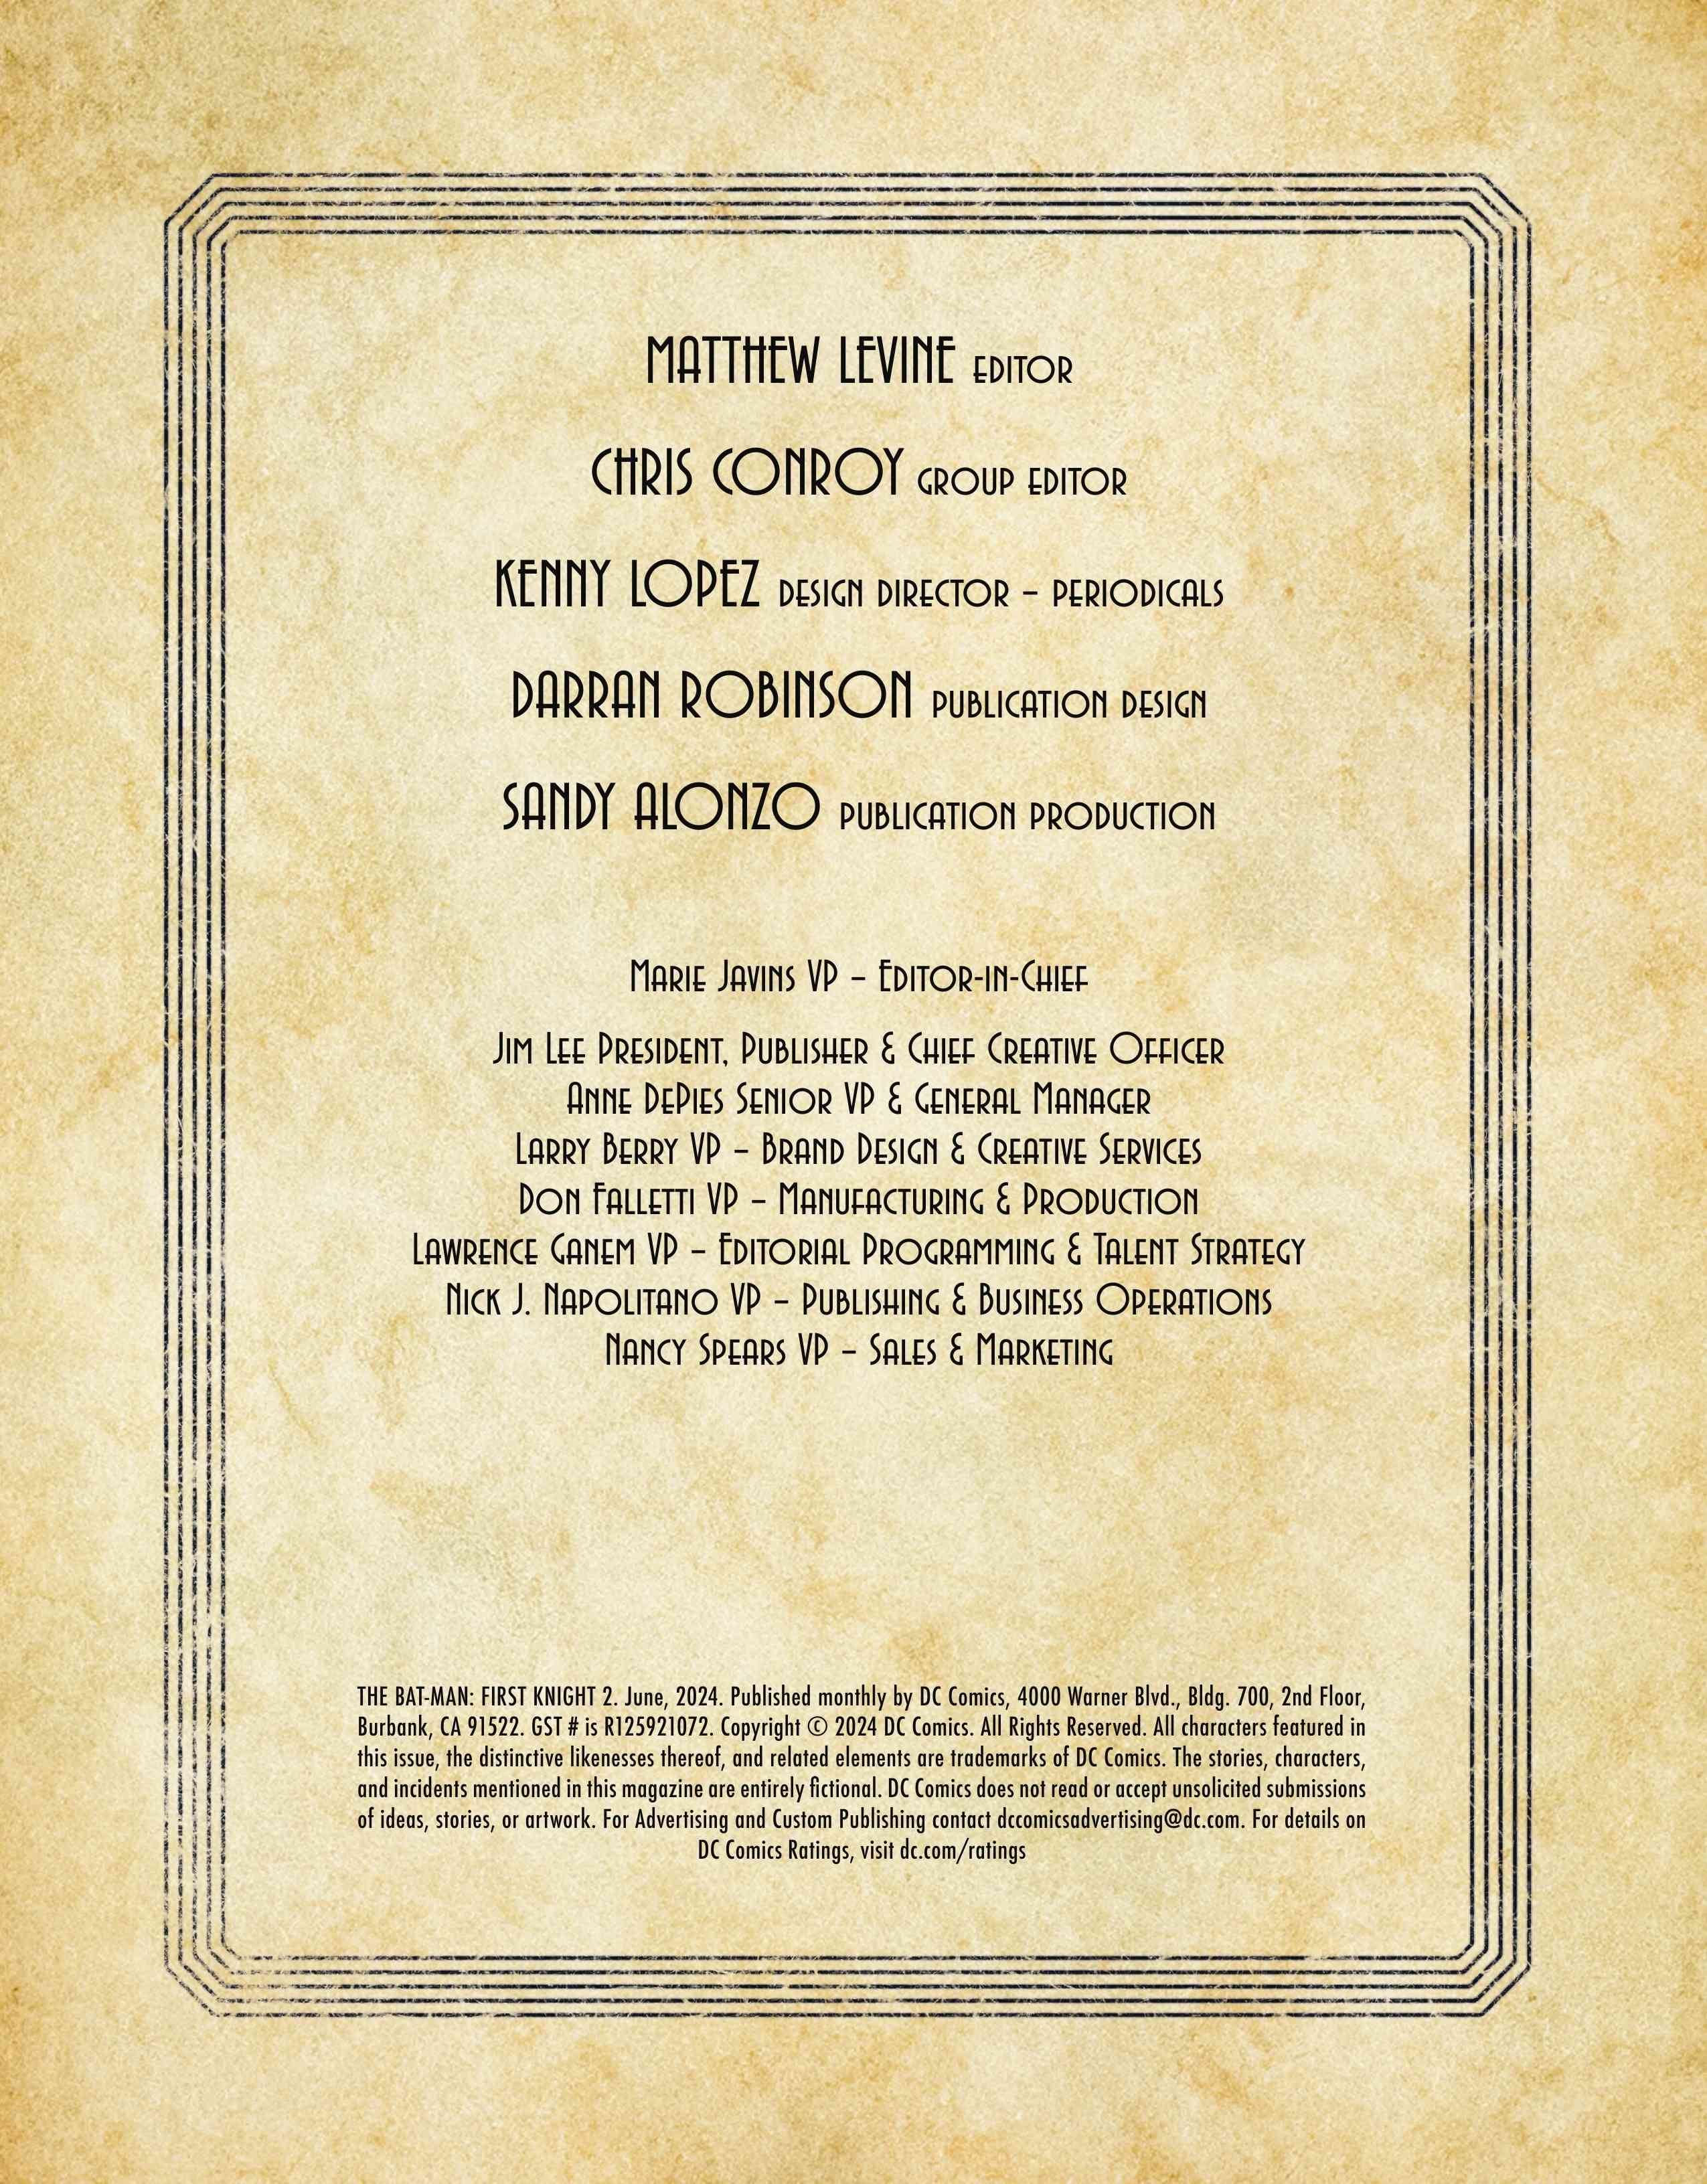 MATTHEW LEVINE EDITOR
CHRIS CONROY GROUP EDITOR
KENNY LOPEZ DESIGN DIRECTOR – PERIODICALS
DARRAN ROBINSON PUBLICATION DESIGN
SANDY ALONZO PUBLICATION PRODUCTION
MARIE JAVINS VP – EDITOR-IN-CHIEF
JIM LEE PRESIDENT, PUBLISHER & CHIEF CREATIVE OFFICER
ANNE DEPIES SENIOR VP & GENERAL MANAGER
LARRY BERRY VP – BRAND DESIGN & CREATIVE SERVICES
DON FALLETTI VP – MANUFACTURING & PRODUCTION
LAWRENCE GANEM VP – EDITORIAL PROGRAMMING & TALENT STRATEGY
NICK J. NAPOLITANO VP – PUBLISHING & BUSINESS OPERATIONS
NANCY SPEARS VP – SALES & MARKETING
THE BAT-MAN: FIRST KNIGHT 2. June, 2024. Published monthly by DC Comics, 4000 Warner Blvd., Bldg. 700, 2nd Floor,
Burbank, CA 91522. GST # is R125921072. Copyright © 2024 DC Comics. All Rights Reserved. All characters featured in
this issue, the distinctive likenesses thereof, and related elements are trademarks of DC Comics. The stories, characters,
and incidents mentioned in this magazine are entirely fictional. DC Comics does not read or accept unsolicited submissions
of ideas, stories, or artwork. For Advertising and Custom Publishing contact dccomicsadvertising@dc.com. For details on
DC Comics Ratings, visit dc.com/ratings